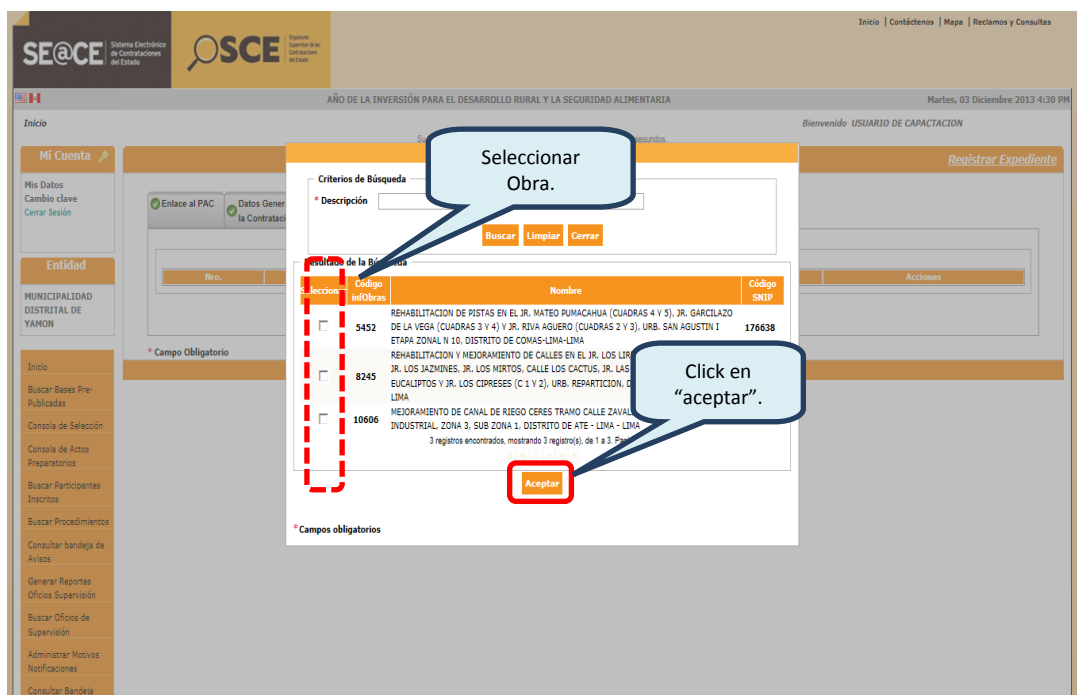 Inicio | Contáctenos | Mapa | Reclamos y Consultas
SE@CE
Sistema Electrónico
de Contrataciones
del Estado
OSCE
Organismo
Supervisor de las
Contrataciones
del Estado
AÑO DE LA INVERSIÓN PARA EL DESARROLLO RURAL Y LA SEGURIDAD ALIMENTARIA
Martes, 03 Diciembre 2013 4:30 PM
Inicio
Bienvenido USUARIO DE CAPACTACION
Su
segundos.
Mi Cuenta
Registrar Expediente
Mis Datos
Cambio clave
Cerrar Sesión
Enlace al PAC
Datos Gener
la Contrataci
Entidad
MUNICIPALIDAD
DISTRITAL DE
YAMON
Nro.
Acciones
* Campo Obligatorio
Inicio
Buscar Bases Pre-
Publicadas
Consola de Selección
Consola de Actos
Preparatorios
Buscar Participantes
Inscritos
Buscar Procedimientos
Consultar bandeja de
Avisos
Generar Reportes
Oficios Supervisión
Buscar Oficios de
Supervisión
Administrar Motivos
Notificaciones
Consultar Bandeja
Criterios de Búsqueda
* Descripción
Buscar Limpiar Cerrar
Resultado de la Búsqueda
Seleccion
Código
infObras
Nombre
Código
SNIP
5452
REHABILITACION DE PISTAS EN EL JR. MATEO PUMACAHUA (CUADRAS 4 Y 5), JR. GARCILAZO
DE LA VEGA (CUADRAS 3 Y 4) Y JR. RIVA AGUERO (CUADRAS 2 Y 3), URB. SAN AGUSTIN I
ETAPA ZONAL N 10, DISTRITO DE COMAS-LIMA-LIMA
176638
8245
REHABILITACION Y MEJORAMIENTO DE CALLES EN EL JR. LOS LIR
JR. LOS JAZMINES, JR. LOS MIRTOS, CALLE LOS CACTUS, JR. LAS
EUCALIPTOS Y JR. LOS CIPRESES (C 1 Y 2), URB. REPARTICION, D
LIMA
10606
MEJORAMIENTO DE CANAL DE RIEGO CERES TRAMO CALLE ZAVAL
INDUSTRIAL, ZONA 3, SUB ZONA 1, DISTRITO DE ATE - LIMA - LIMA
3 registros encontrados, mostrando 3 registro(s), de 1 a 3.
Aceptar
* Campos obligatorios
Seleccionar
Obra.
Click en
“aceptar”.